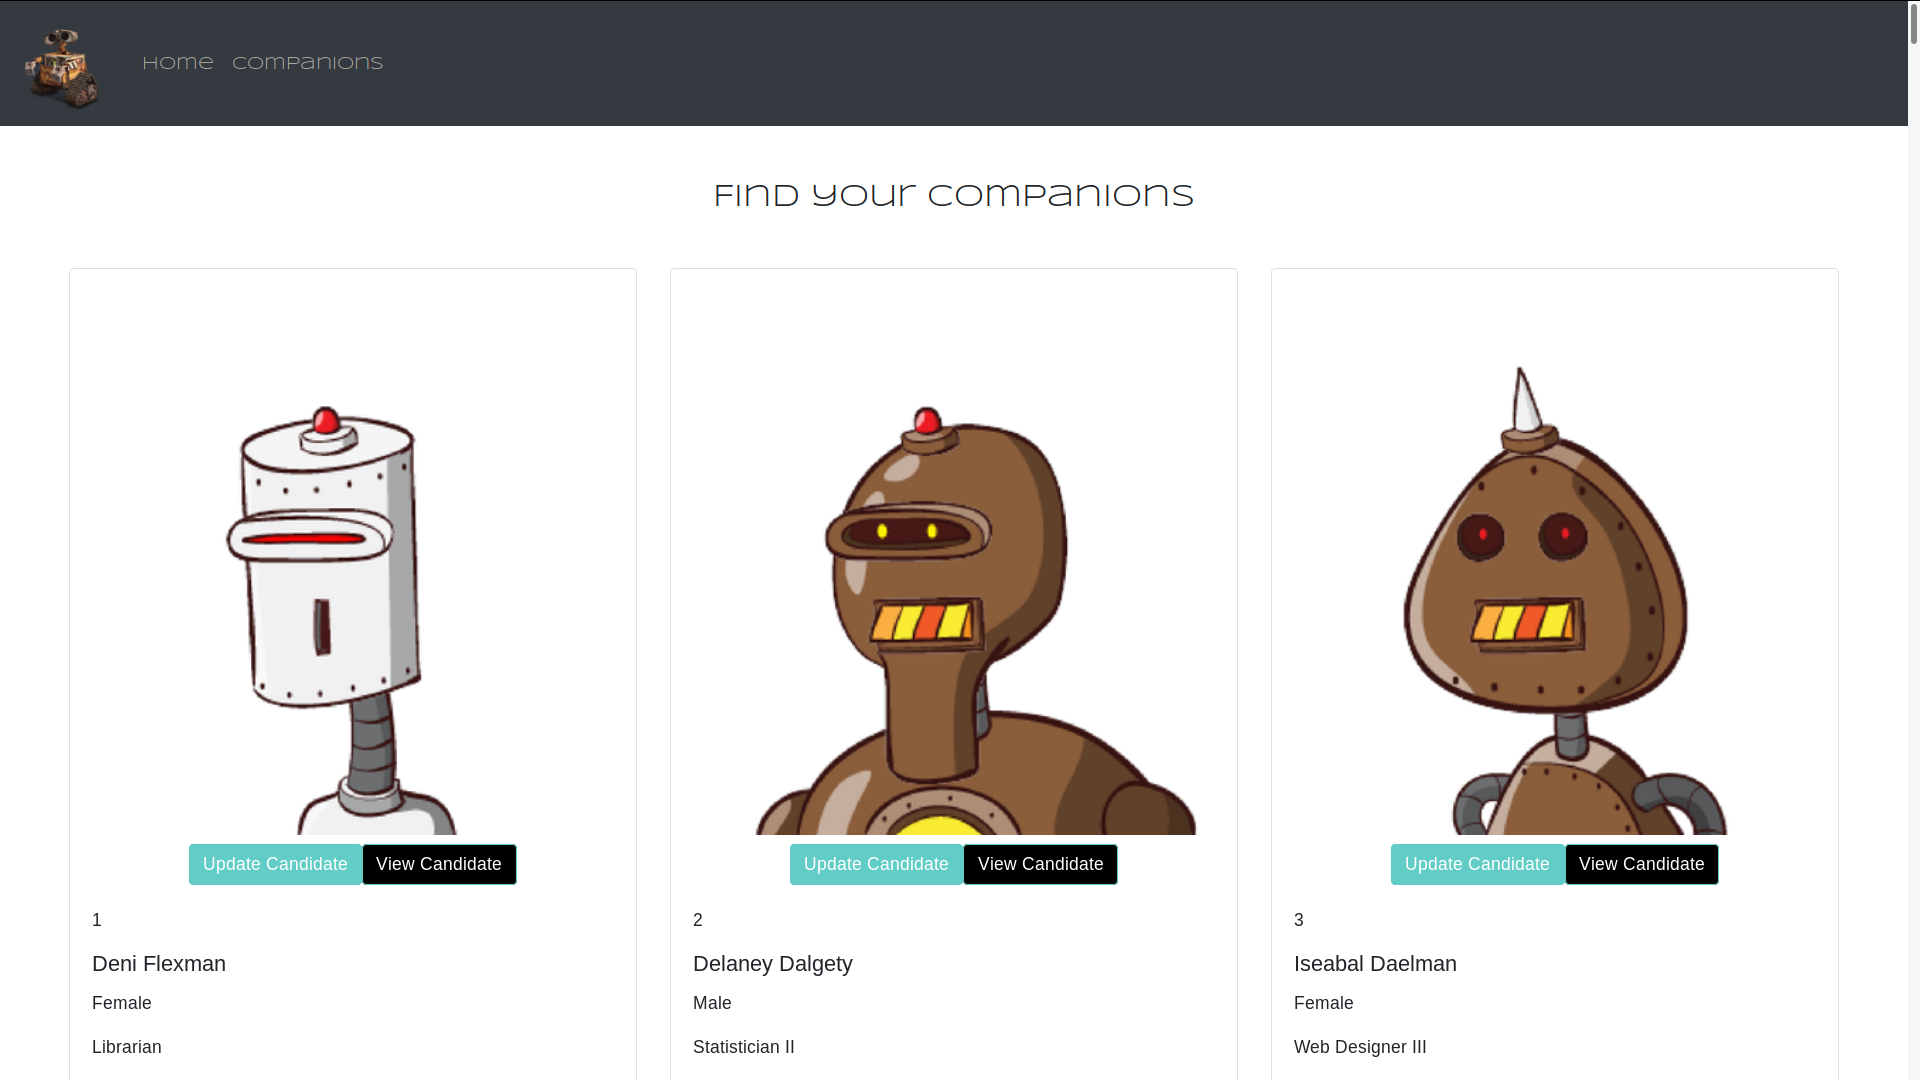 Home Companions
Find your Companions
Update Candidate View Candidate
1
Deni Flexman
Female
Librarian
Update Candidate View Candidate
2
Delaney Dalgety
Male
Statistician II
Update Candidate View Candidate
3
Iseabal Daelman
Female
Web Designer III